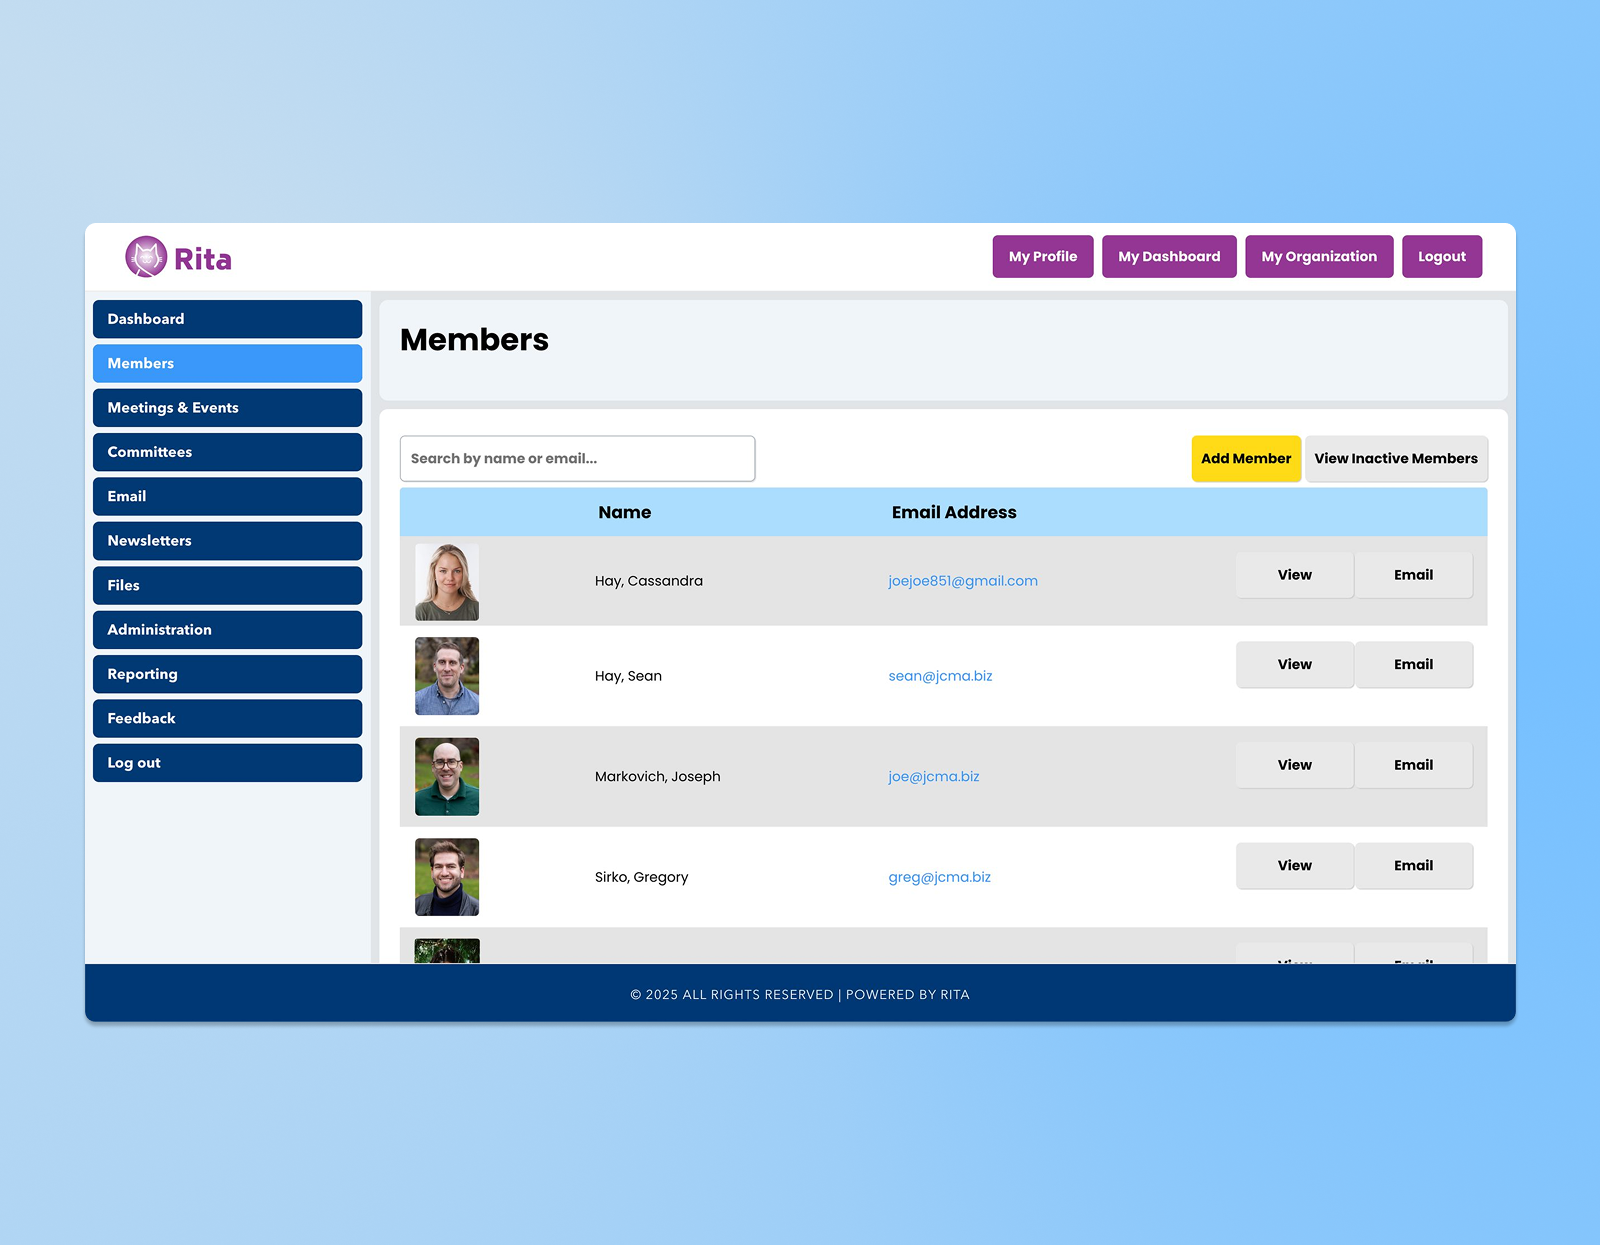 Rita
My Profile
My Dashboard
My Organization
Logout
Dashboard
Members
Meetings & Events
Committees
Email
Newsletters
Files
Administration
Reporting
Feedback
Log out
Members
Search by name or email...
Add Member
View Inactive Members
Name
Email Address
Hay, Cassandra
joejoe851@gmail.com
View
Email
Hay, Sean
sean@jcma.biz
View
Email
Markovich, Joseph
joe@jcma.biz
View
Email
Sirko, Gregory
greg@jcma.biz
View
Email
View
Email
© 2025 ALL RIGHTS RESERVED | POWERED BY RITA